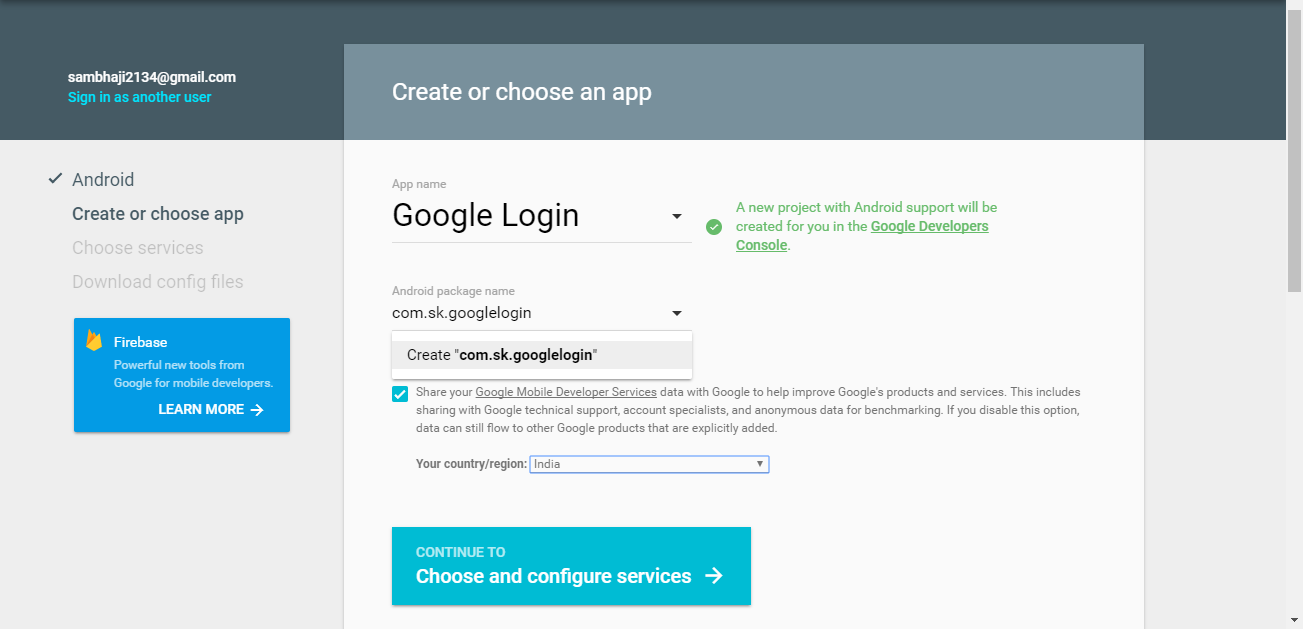 sambhaji2134@gmail.com
Sign in as another user
Create or choose an app
Android
Create or choose app
Choose services
Download config files
Firebase
Powerful new tools from
Google for mobile developers.
LEARN MORE
App name
Google Login
A new project with Android support will be
created for you in the Google Developers
Console.
Android package name
com.sk.googlelogin
Create "com.sk.googlelogin"
Share your Google Mobile Developer Services data with Google to help improve Google's products and services. This includes
sharing with Google technical support, account specialists, and anonymous data for benchmarking. If you disable this option,
data can still flow to other Google products that are explicitly added.
Your country/region: India
CONTINUE TO
Choose and configure services